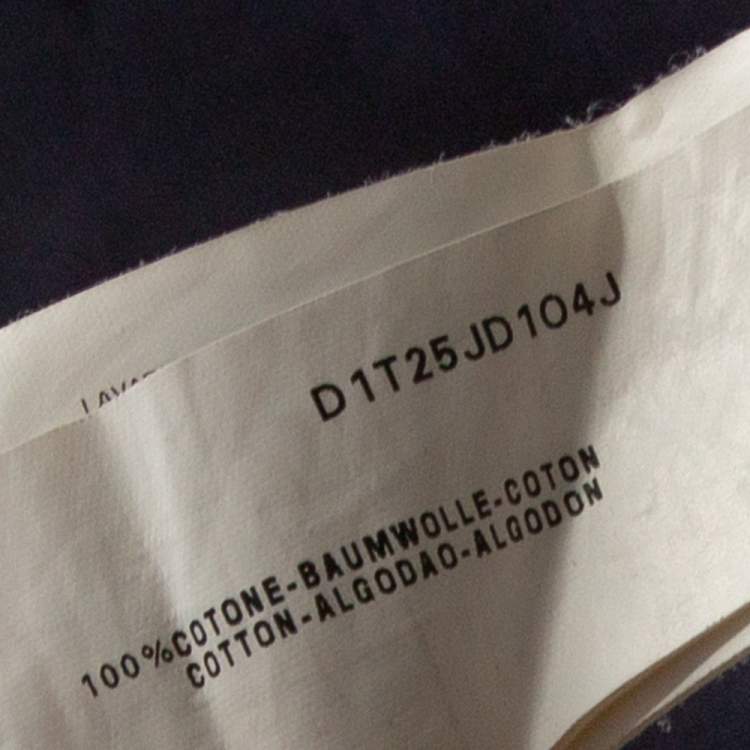 D1T25JD104J
100%COTONE-BAUMWOLLE-COTON
COTTON-ALGODAO-ALGODON